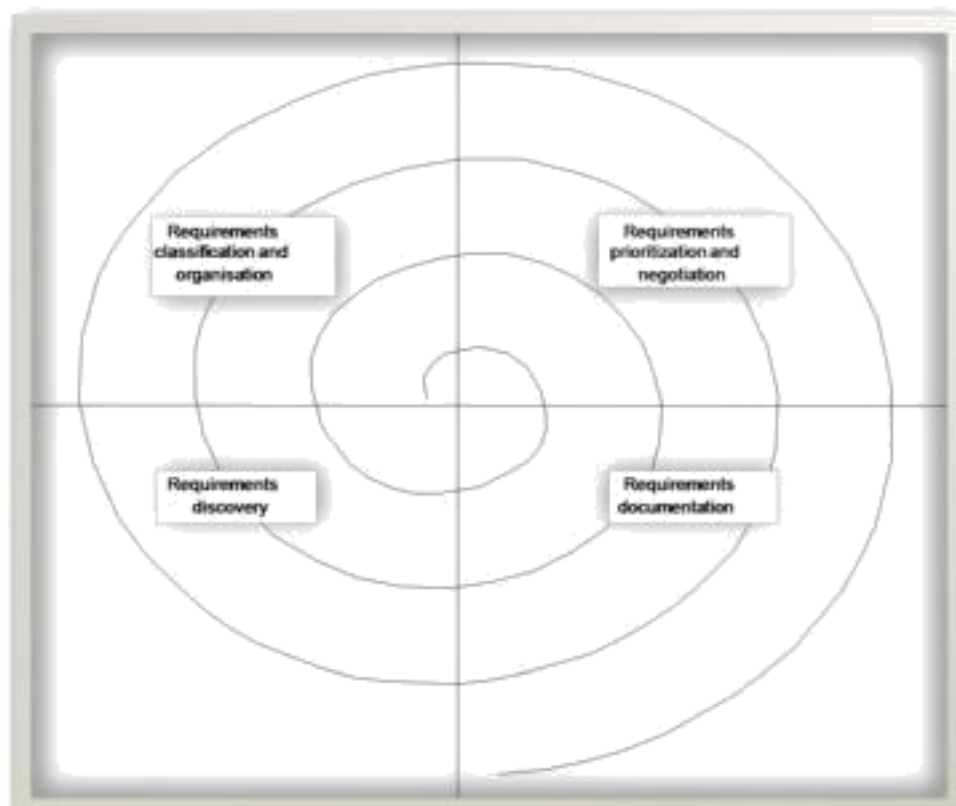 Requirements
classification and
organisation
Requirements
prioritization and
negotiation
Requirements
discovery
Requirements
documentation